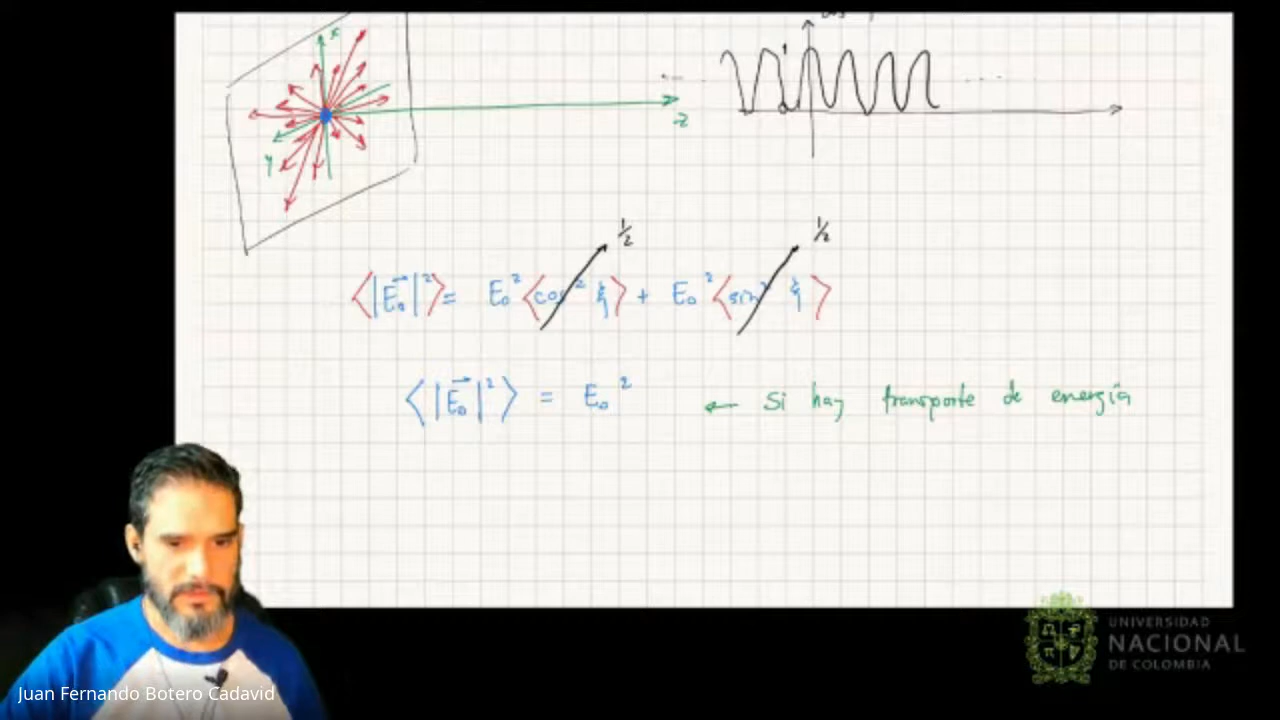 x
y
z
... ...
1/2 1/2
⟨|E₀|²⟩ = E₀² ⟨cos² ξ⟩ + E₀² ⟨sin² ξ⟩
⟨|E₀|²⟩ = E₀² ← Si hay transporte de energía
UNIVERSIDAD
NACIONAL
DE COLOMBIA
Juan Fernando Botero Cadavid